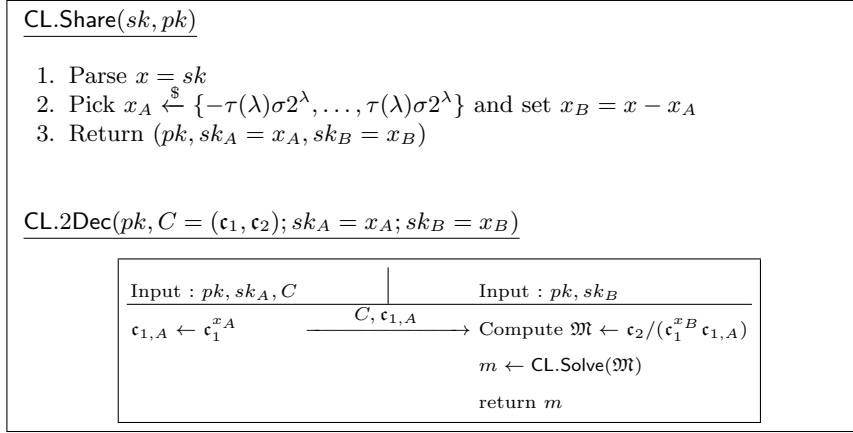 CL.Share(sk, pk)
1. Parse x = sk
2. Pick x_A $← {−τ(λ)σ2^λ, . . . , τ(λ)σ2^λ} and set x_B = x − x_A
3. Return (pk, sk_A = x_A, sk_B = x_B)
CL.2Dec(pk, C = (𝔠_1, 𝔠_2); sk_A = x_A; sk_B = x_B)
Input : pk, sk_A, C Input : pk, sk_B
𝔠_{1,A} ← 𝔠_1^{x_A} C, 𝔠_{1,A} → Compute 𝔐 ← 𝔠_2/(𝔠_1^{x_B} 𝔠_{1,A})
m ← CL.Solve(𝔐)
return m